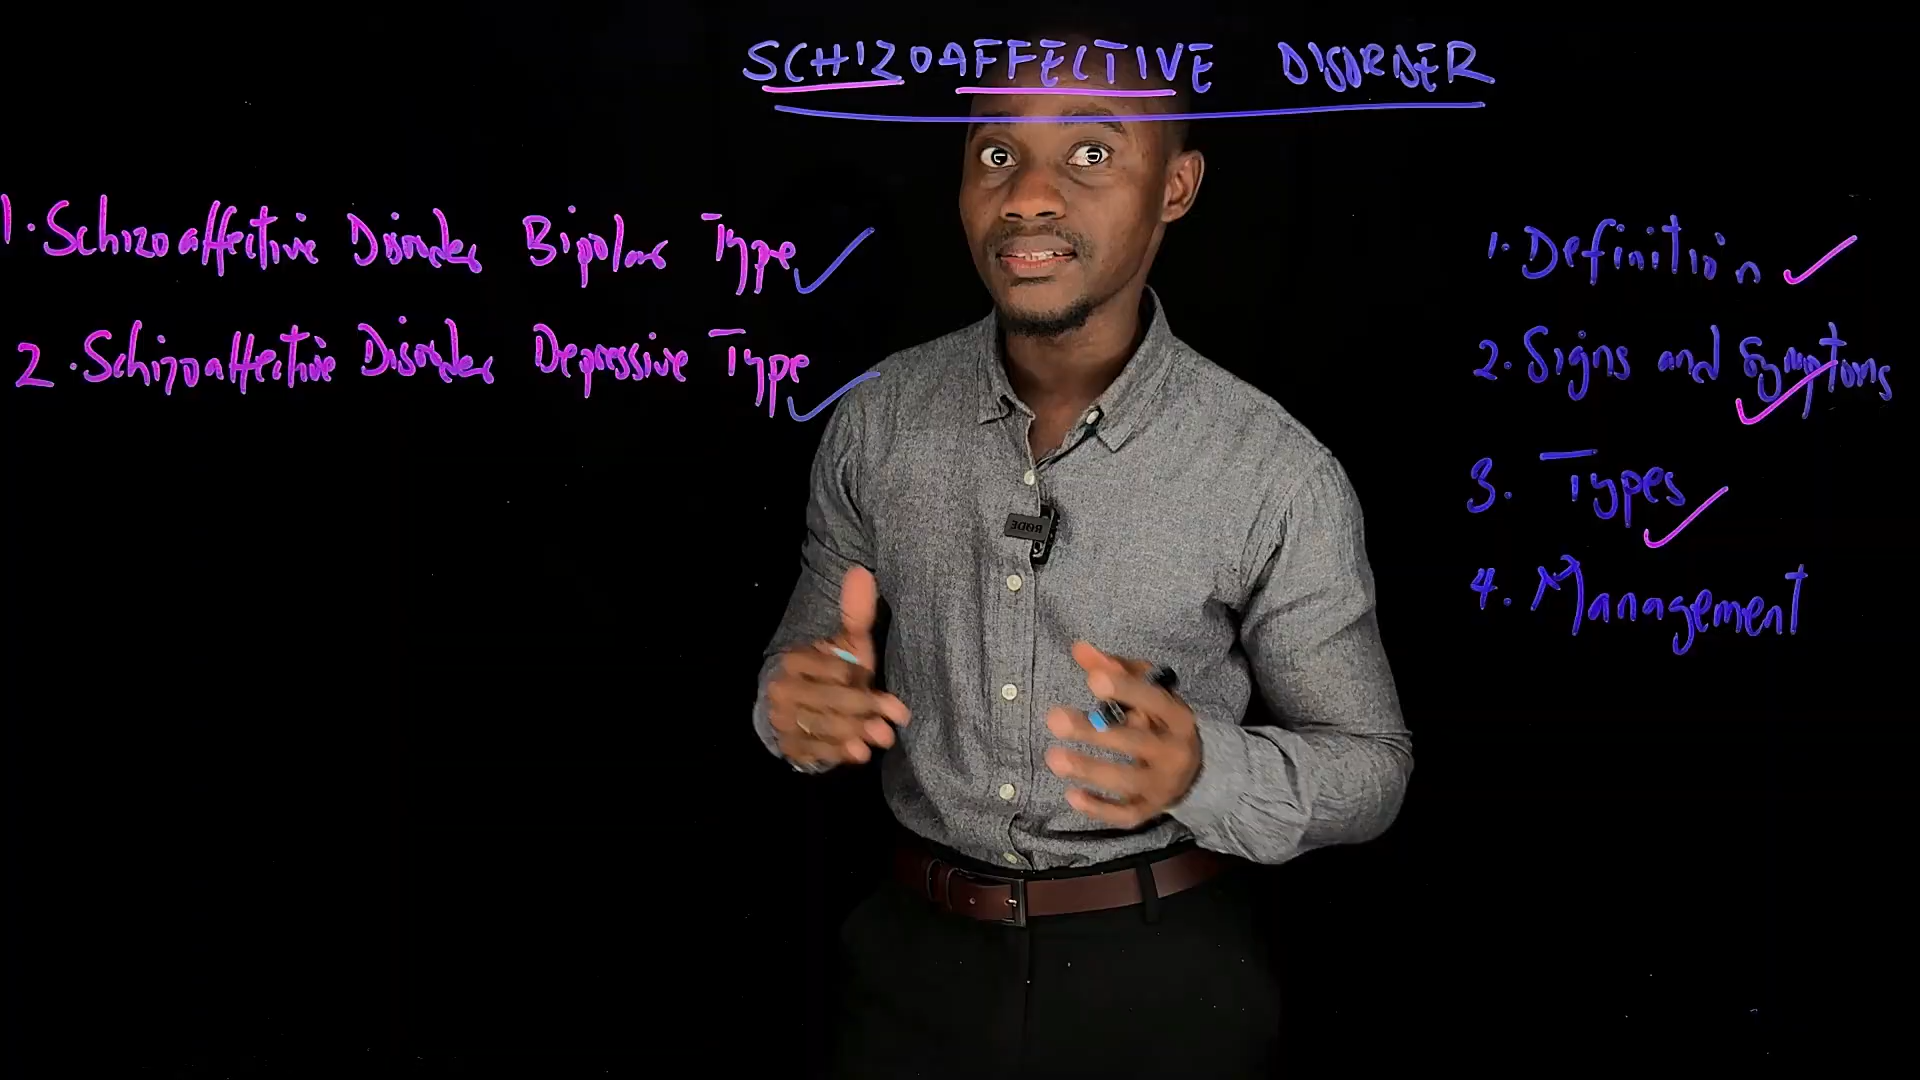 SCHIZOAFFECTIVE DISORDER
1. Schizoaffective Disorder Bipolar Type
2. Schizoaffective Disorder Depressive Type
1. Definition
2. Signs and Symptoms
3. Types
4. Management
RØDE